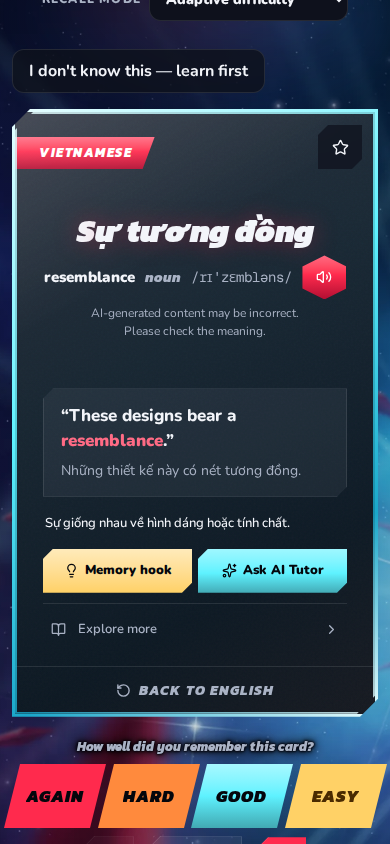 RECALL MODE Adaptive difficulty
I don't know this — learn first
VIETNAMESE
Sự tương đồng
resemblance noun /rɪˈzɛmbləns/
AI-generated content may be incorrect.
Please check the meaning.
“These designs bear a
resemblance.”
Những thiết kế này có nét tương đồng.
Sự giống nhau về hình dáng hoặc tính chất.
Memory hook
Ask AI Tutor
Explore more
BACK TO ENGLISH
How well did you remember this card?
AGAIN
HARD
GOOD
EASY